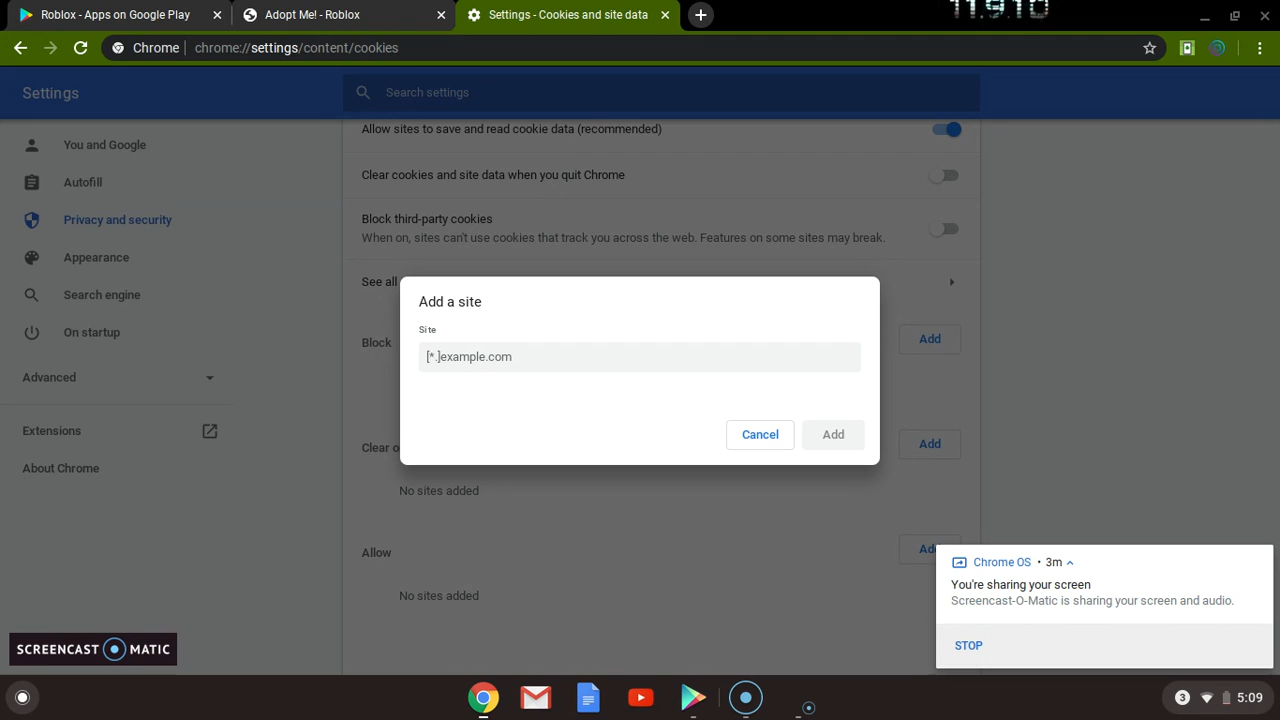 Roblox - Apps on Google Play
Adopt Me! - Roblox
Settings - Cookies and site data
Chrome
chrome://settings/content/cookies
Settings
Search settings
You and Google
Autofill
Privacy and security
Appearance
Search engine
On startup
Advanced
Extensions
About Chrome
Allow sites to save and read cookie data (recommended)
Clear cookies and site data when you quit Chrome
Block third-party cookies
When on, sites can't use cookies that track you across the web. Features on some sites may break.
See all
Block
Add
Add a site
Site
[*.]example.com
Cancel
Add
Clear
Add
No sites added
Allow
No sites added
Chrome OS • 3m
You're sharing your screen
Screencast-O-Matic is sharing your screen and audio.
STOP
SCREENCAST MATIC
3
5:09